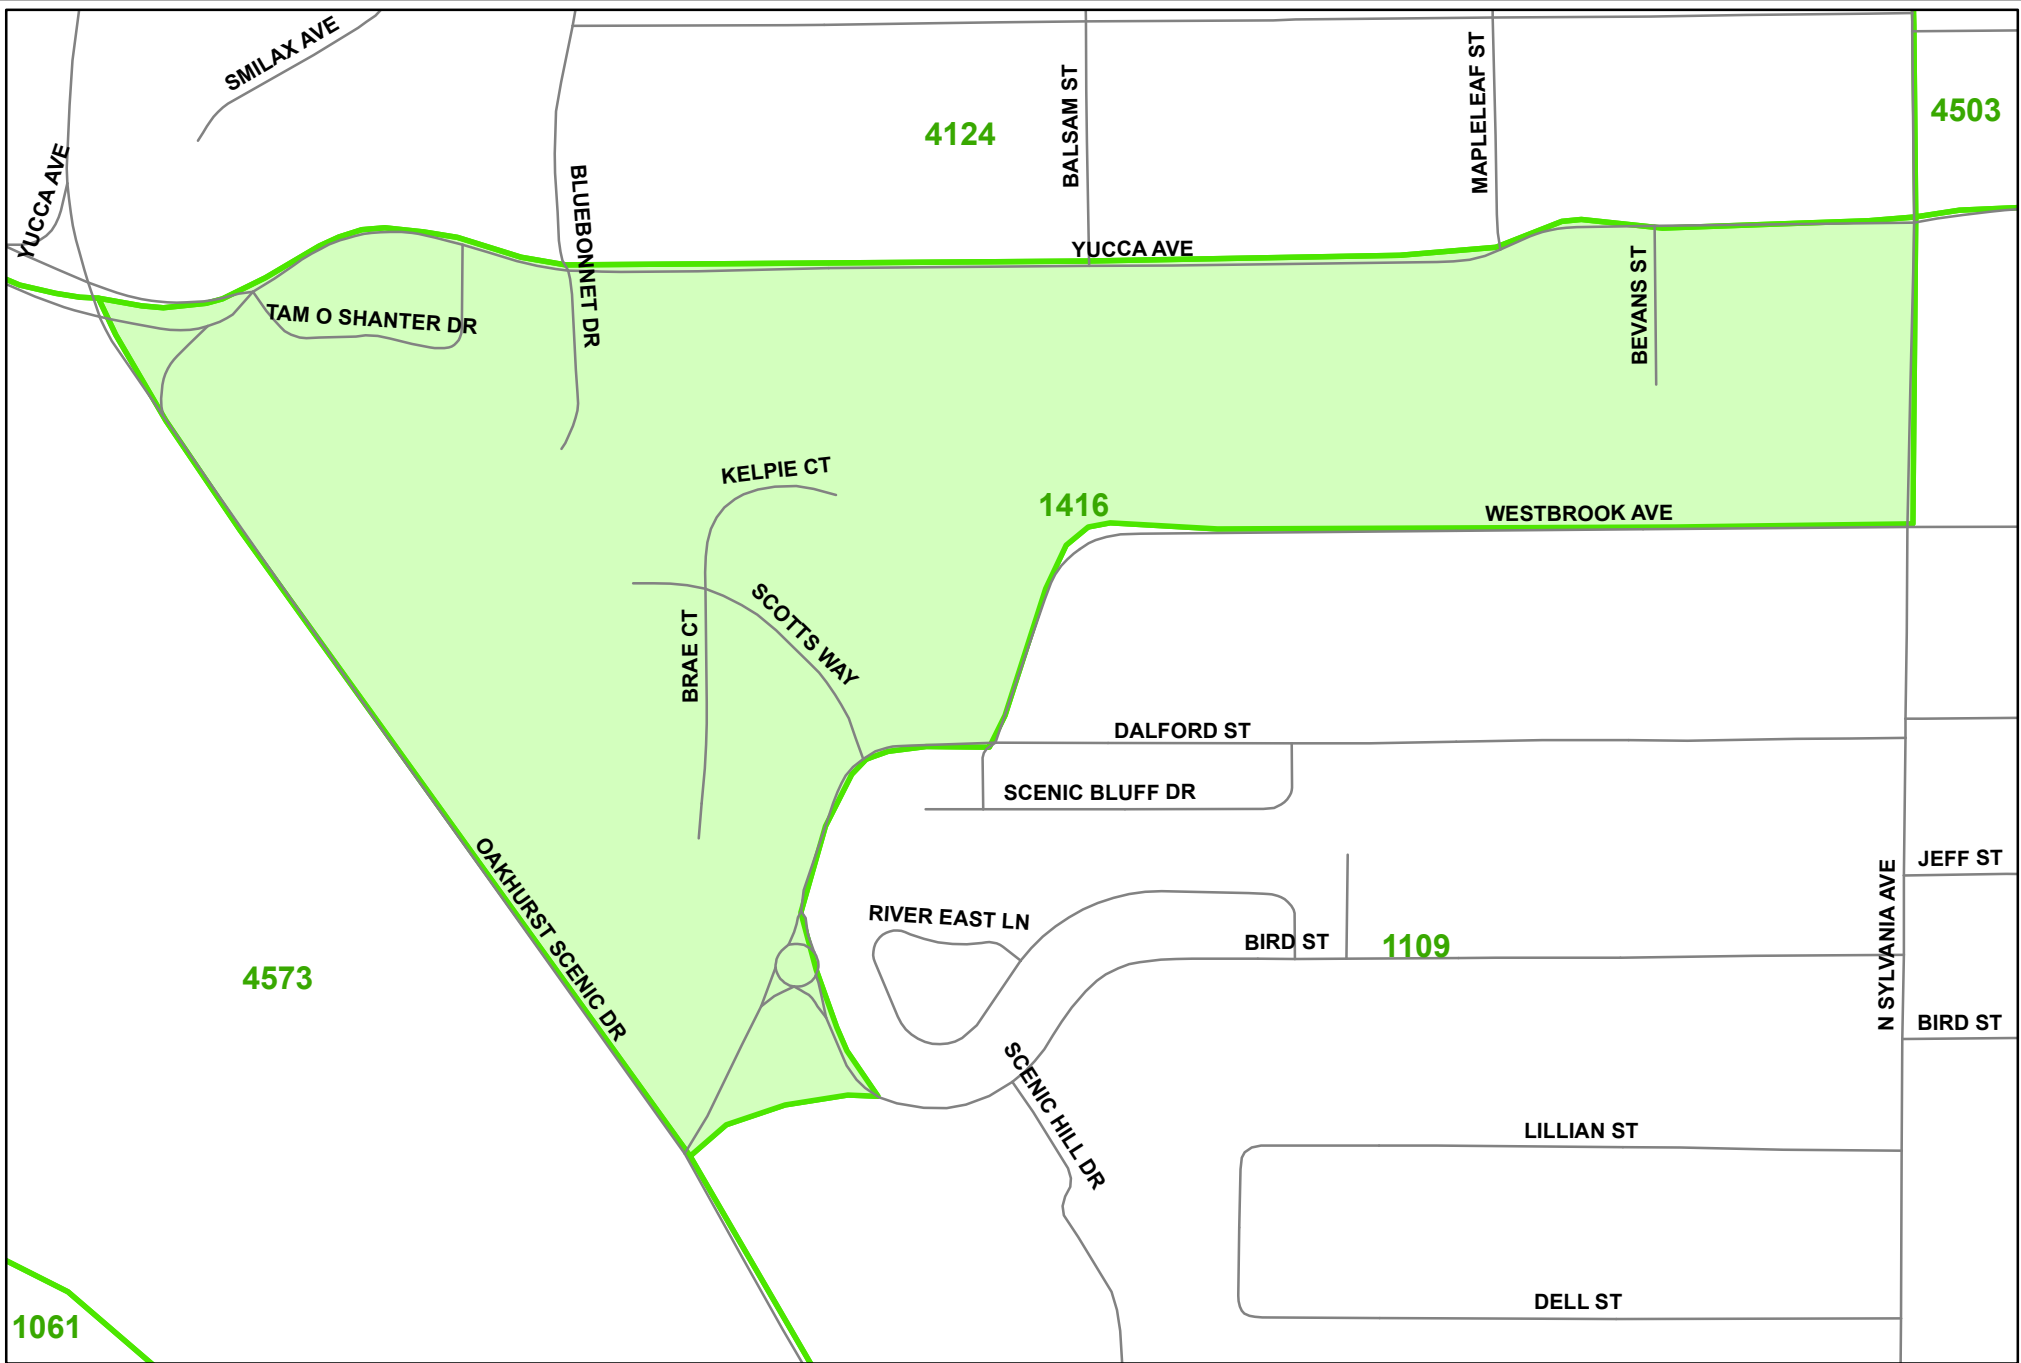 SMILAX AVE
YUCCA AVE
BLUEBONNET DR
4124
BALSAM ST
MAPLELEAF ST
4503
YUCCA AVE
BEVANS ST
TAM O SHANTER DR
KELPIE CT
1416
WESTBROOK AVE
BRAE CT
SCOTTS WAY
DALFORD ST
SCENIC BLUFF DR
OAKHURST SCENIC DR
RIVER EAST LN
BIRD ST
1109
N SYLVANIA AVE
JEFF ST
4573
BIRD ST
SCENIC HILL DR
LILLIAN ST
DELL ST
1061